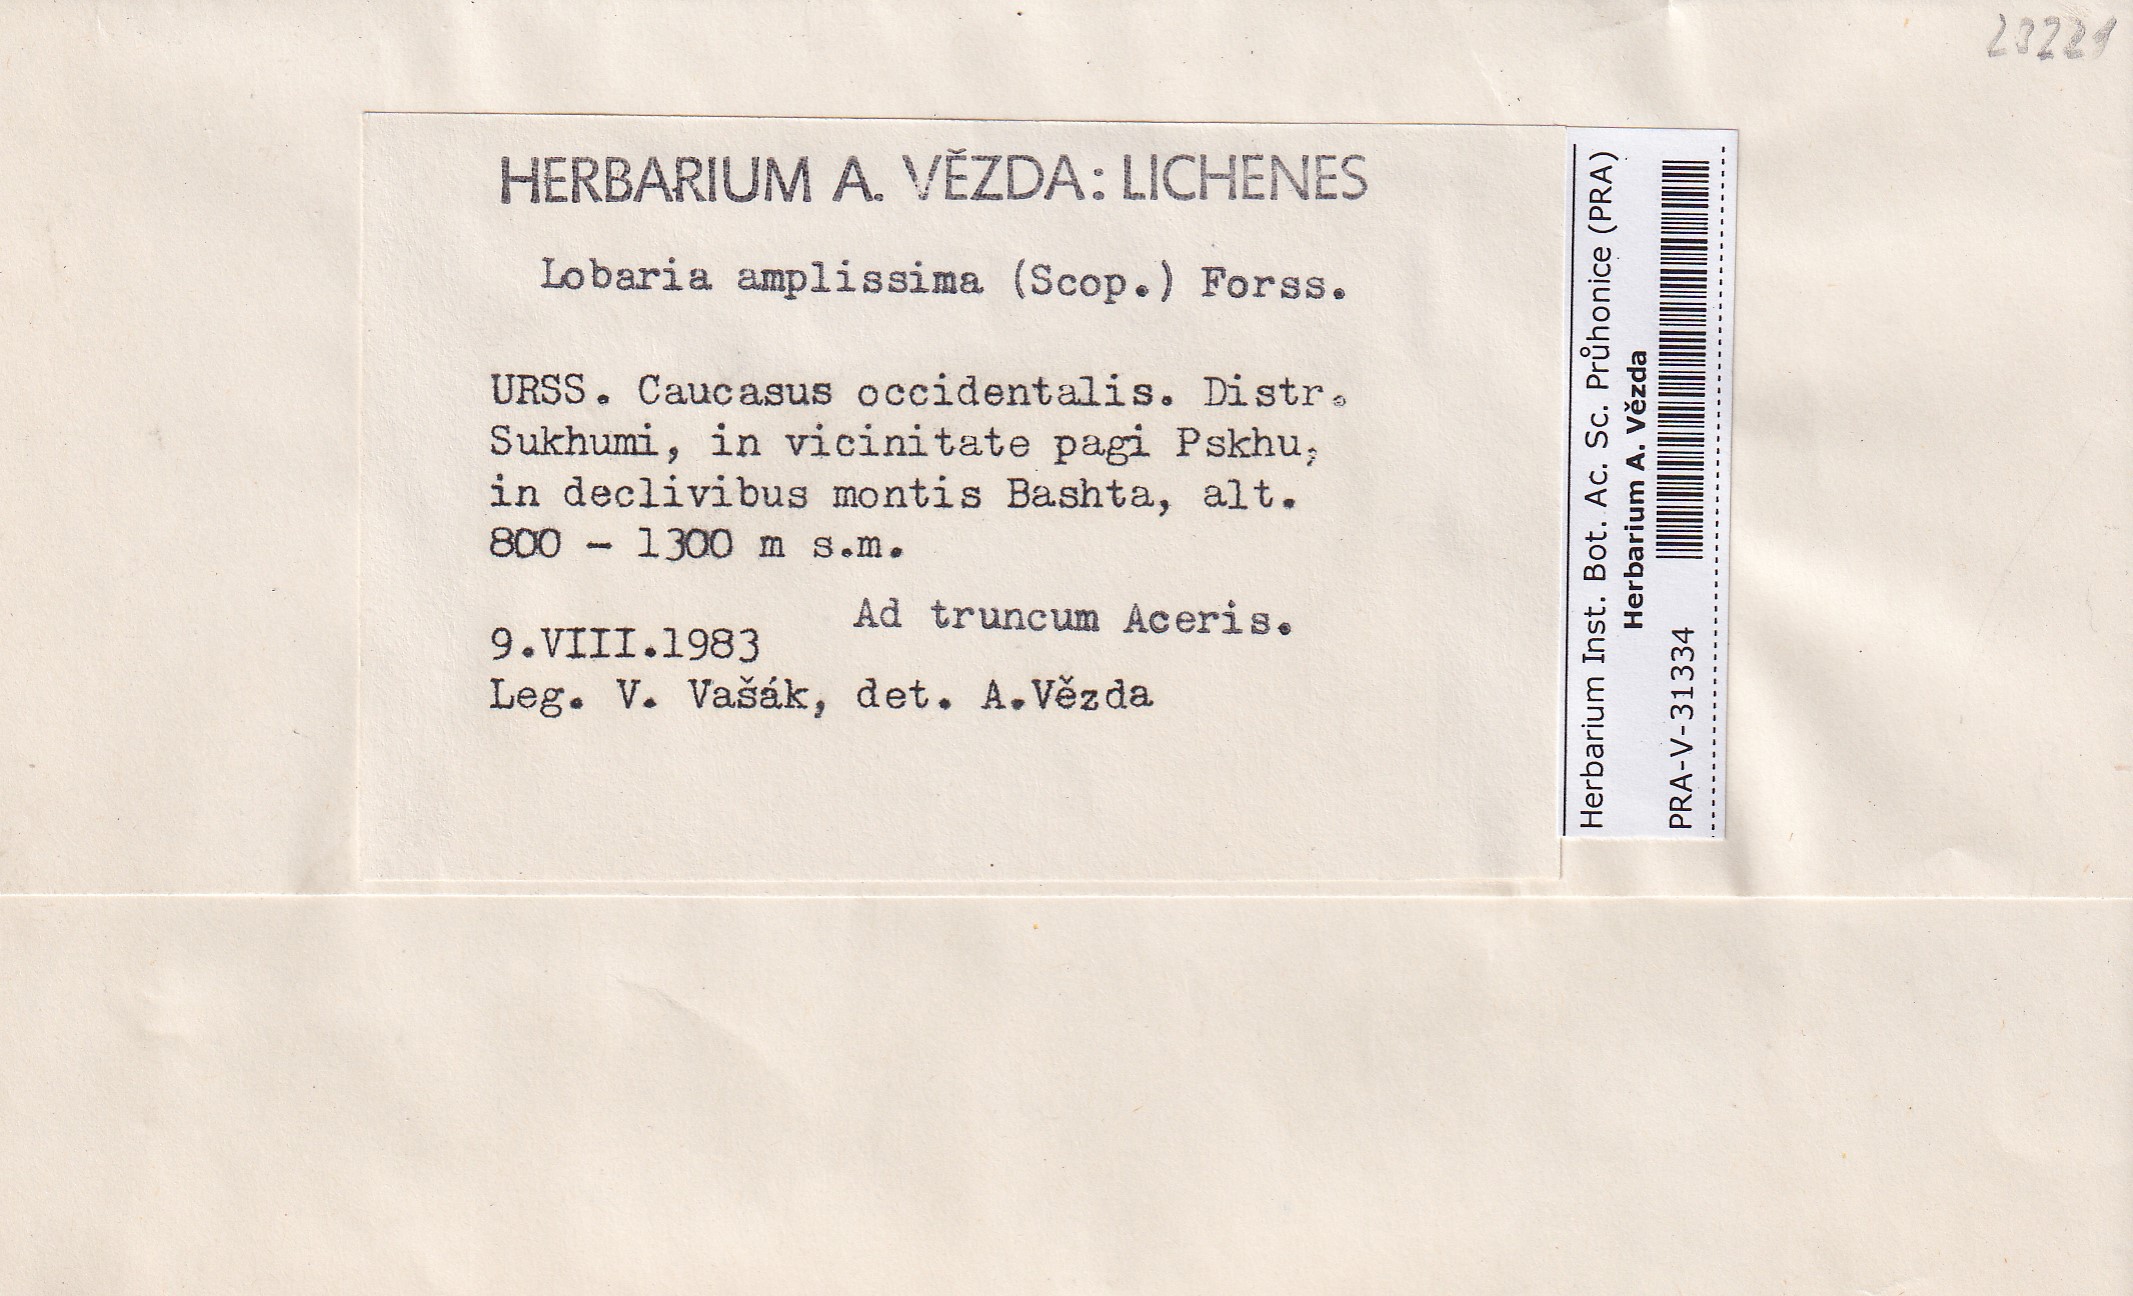 HERBARIUM A. VĚZDA: LICHENES
Lobaria amplissima (Scop.) Forss.
URSS. Caucasus occidentalis. Distr.
Sukhumi, in vicinitate pagi Pskhu,
in declivibus montis Bashta, alt.
800 - 1300 m s.m.
Ad truncum Aceris.
9.VIII.1983
Leg. V. Vašák, det. A.Vězda
Herbarium Inst. Bot. Ac. Sc. Průhonice (PRA)
Herbarium A. Vězda
PRA-V-31334